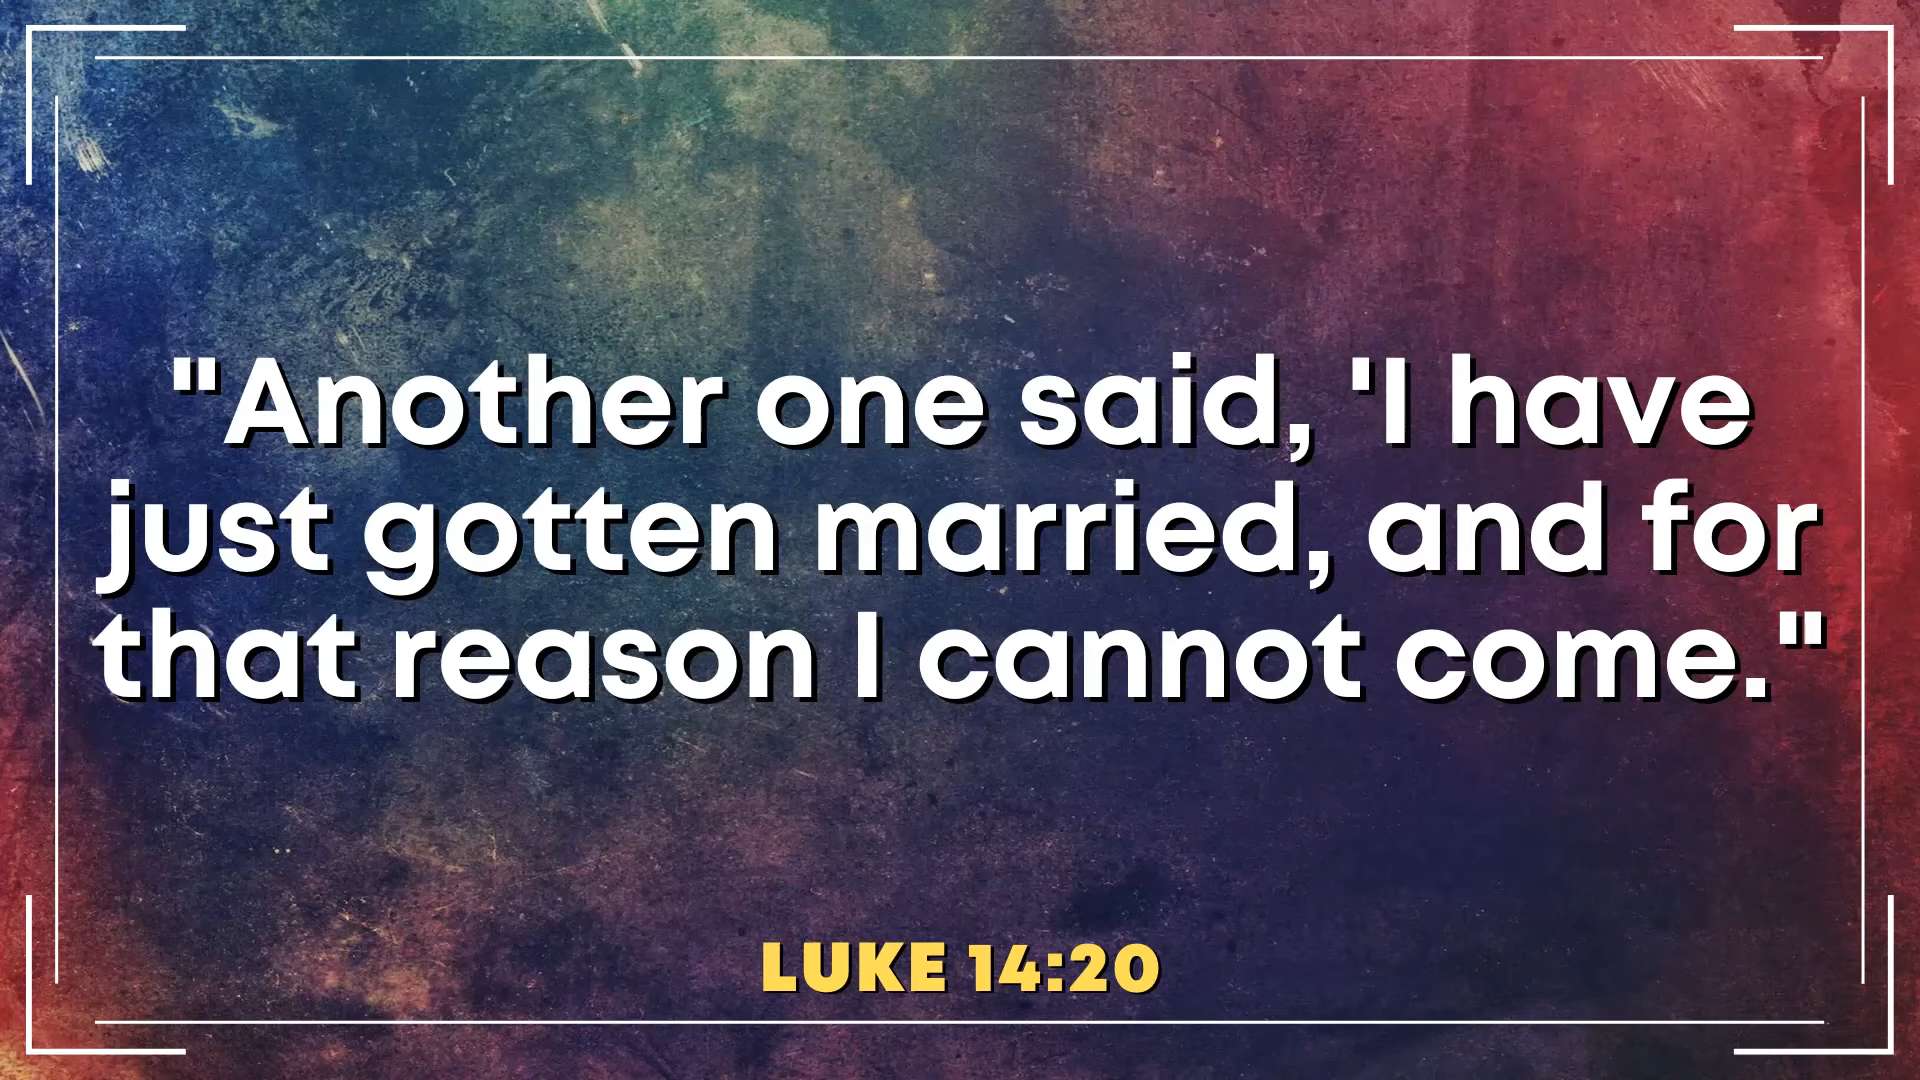 "Another one said, 'I have
just gotten married, and for
that reason I cannot come."
LUKE 14:20